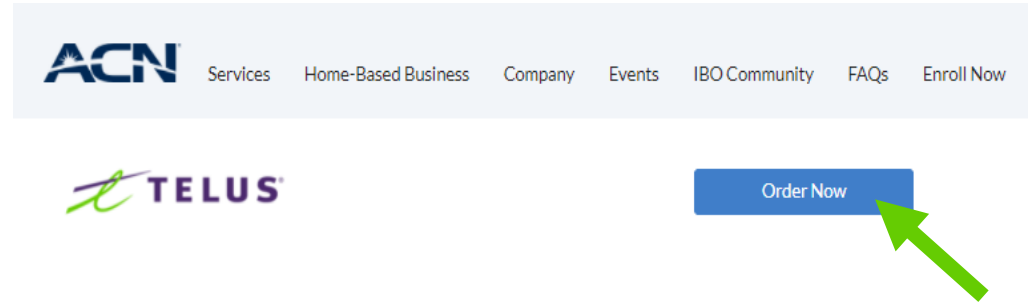 ACN
Services Home-Based Business Company Events IBO Community FAQs Enroll Now
TELUS
Order Now